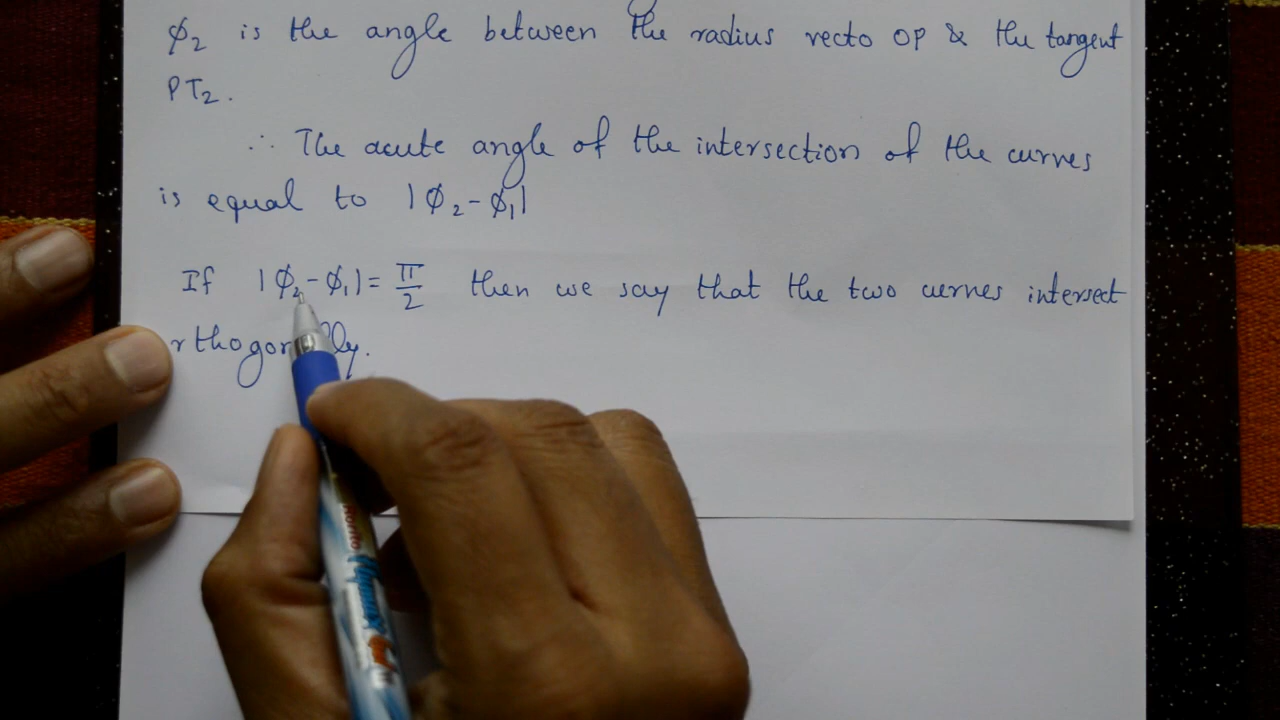 ϕ₂ is the angle between the radius recto OP & the tangent
PT₂.
∴ The acute angle of the intersection of the curves
is equal to |ϕ₂-ϕ₁|
If |ϕ₂-ϕ₁| = π/2 then we say that the two curves intersect